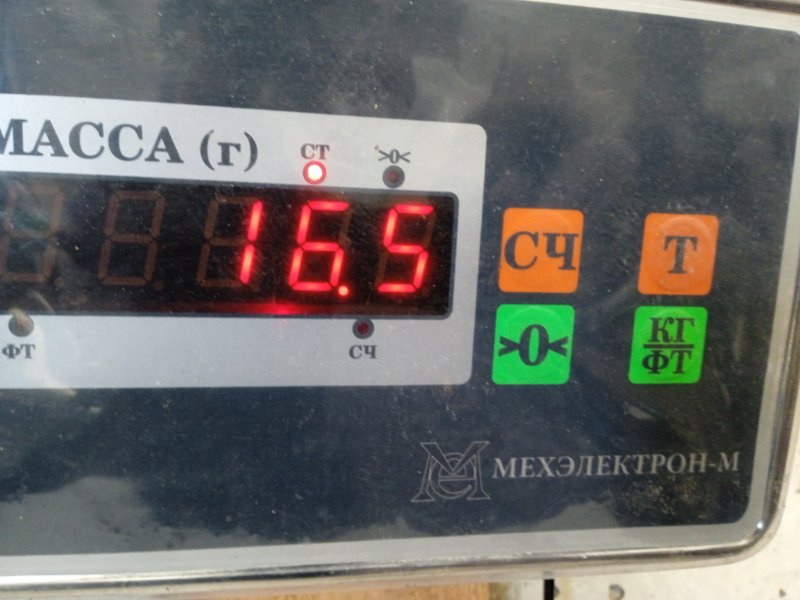 МАССА (г)
СТ
>0<
16.5
ФТ
СЧ
СЧ
Т
>0<
КГ
ФТ
МЕХЭЛЕКТРОН-М